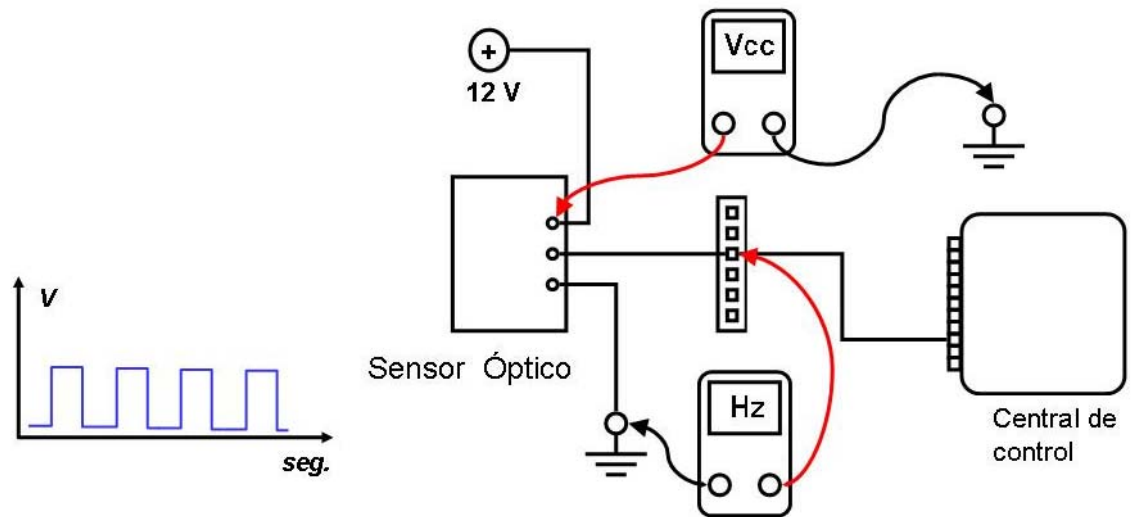 +
12 V
Vcc
V
seg.
Sensor Óptico
Hz
Central de
control